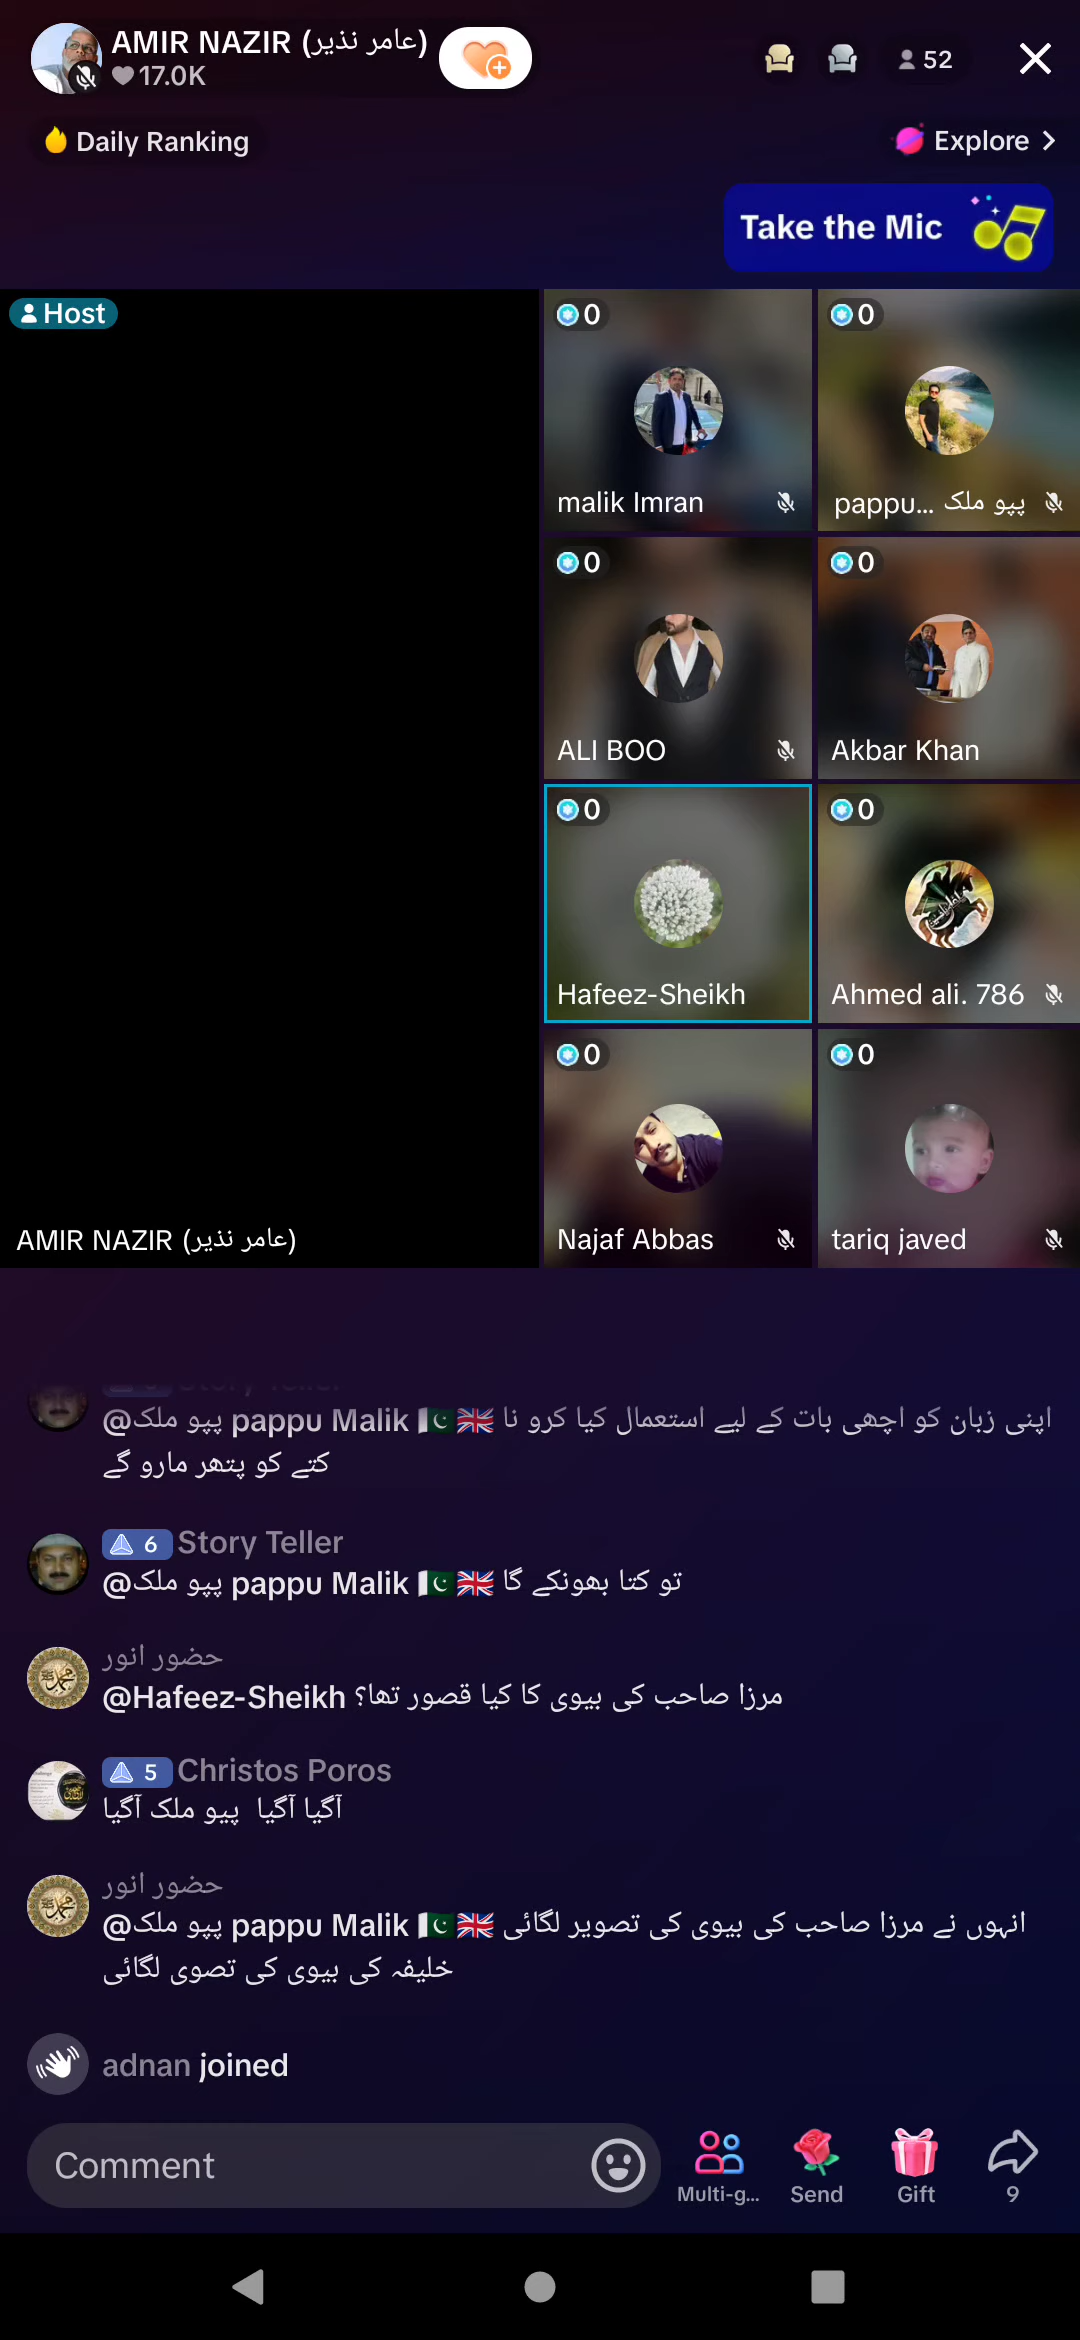 AMIR NAZIR (عامر نذیر)
17.0K
52
Daily Ranking
Explore
Take the Mic
Host
0
0
malik Imran
pappu... پپو ملک
0
0
ALI BOO
Akbar Khan
0
0
Hafeez-Sheikh
Ahmed ali. 786
0
0
Najaf Abbas
tariq javed
AMIR NAZIR (عامر نذیر)
Story Teller
@پپو ملک pappu Malik 🇵🇰🇬🇧 اپنی زبان کو اچھی بات کے لیے استعمال کیا کرو نا
کتے کو پتھر مارو گے
6 Story Teller
@پپو ملک pappu Malik 🇵🇰🇬🇧 تو کتا بھونکے گا
حضور انور
@Hafeez-Sheikh مرزا صاحب کی بیوی کا کیا قصور تھا؟
5 Christos Poros
آگیا آگیا پیو ملک آگیا
حضور انور
@پپو ملک pappu Malik 🇵🇰🇬🇧 انہوں نے مرزا صاحب کی بیوی کی تصویر لگائی
خلیفہ کی بیوی کی تصوی لگائی
adnan joined
Comment
Multi-g...
Send
Gift
9